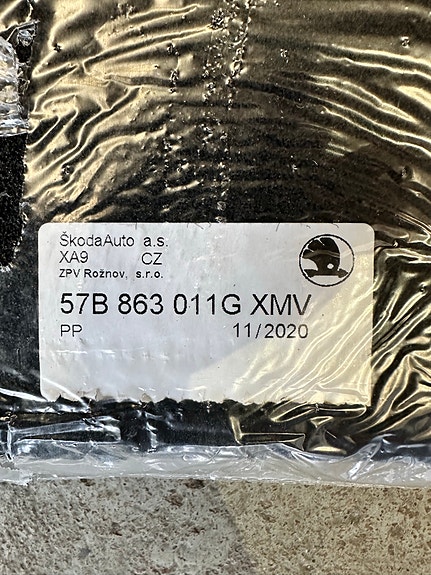 ŠkodaAuto a.s.
XA9 CZ
ZPV Rožnov, s.r.o.
57B 863 011G XMV
PP 11/2020